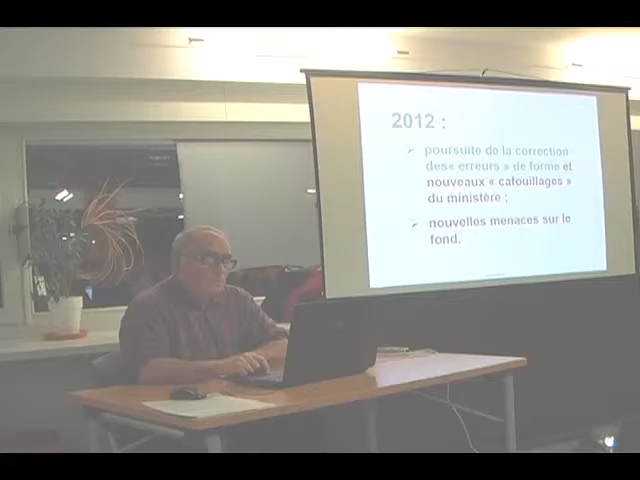 2012 :
➢ poursuite de la correction
des« erreurs » de forme et
nouveaux « cafouillages »
du ministère ;
➢ nouvelles menaces sur le
fond.